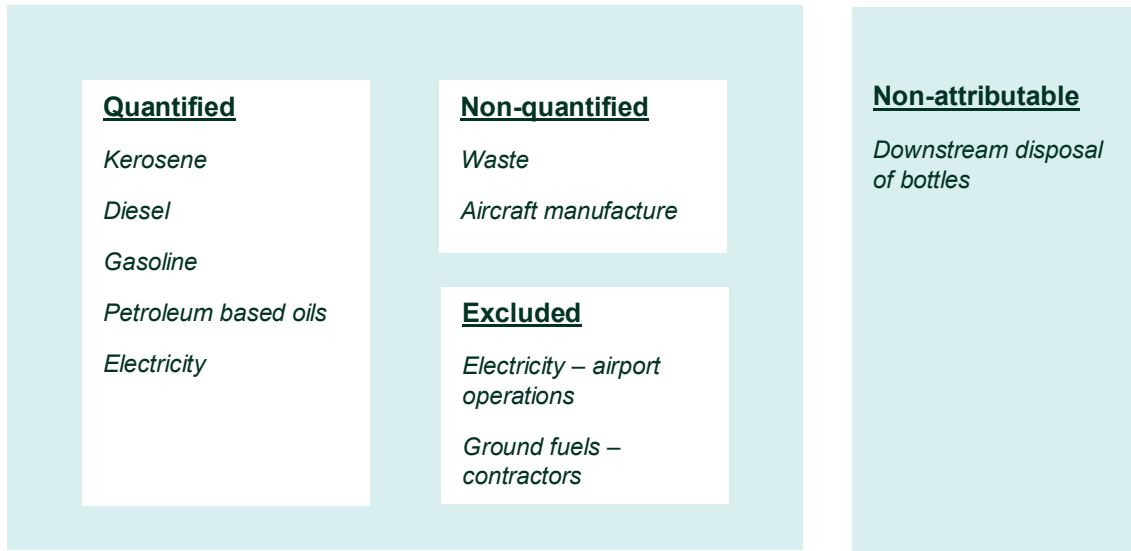 Quantified
Kerosene
Diesel
Gasoline
Petroleum based oils
Electricity
Non-quantified
Waste
Aircraft manufacture
Excluded
Electricity – airport
operations
Ground fuels –
contractors
Non-attributable
Downstream disposal
of bottles